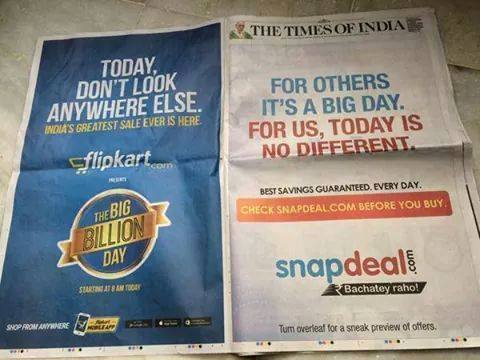 TODAY,
DON'T LOOK
ANYWHERE ELSE.
INDIA'S GREATEST SALE EVER IS HERE.
flipkart.com
PRESENTS
THE BIG
BILLION
DAY
STARTING AT 8 AM TODAY
SHOP FROM ANYWHERE
flipkart
MOBILE APP
THE TIMES OF INDIA
FOR OTHERS
IT'S A BIG DAY.
FOR US, TODAY IS
NO DIFFERENT.
BEST SAVINGS GUARANTEED. EVERY DAY.
CHECK SNAPDEAL.COM BEFORE YOU BUY.
snapdeal.com
Bachatey raho!
Turn overleaf for a sneak preview of offers.